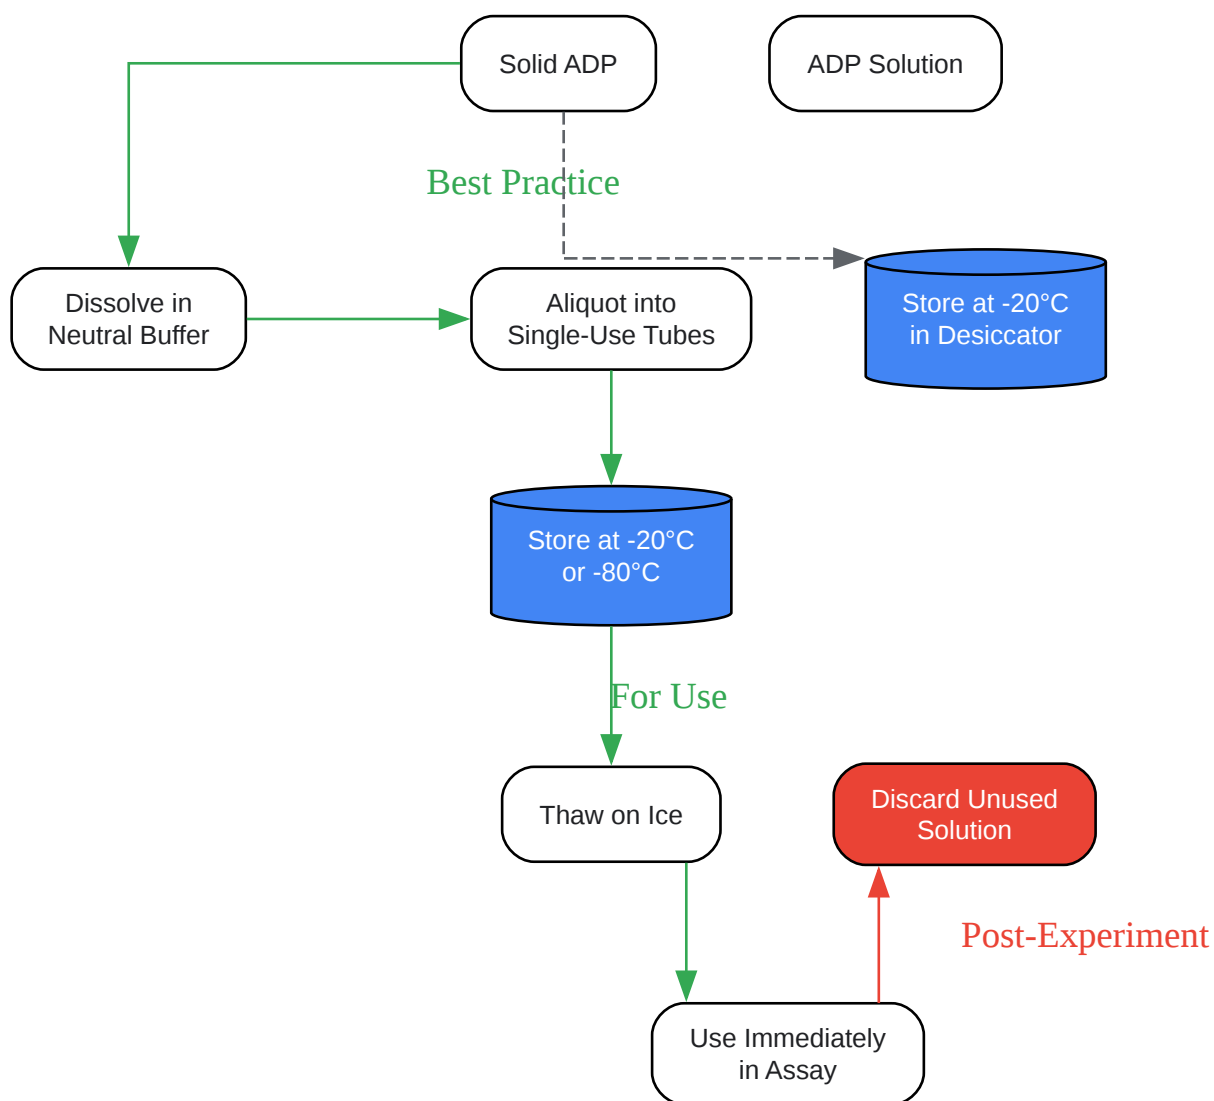 Solid ADP
ADP Solution
Best Practice
Dissolve in
Neutral Buffer
Aliquot into
Single-Use Tubes
Store at -20°C
in Desiccator
Store at -20°C
or -80°C
For Use
Thaw on Ice
Discard Unused
Solution
Post-Experiment
Use Immediately
in Assay